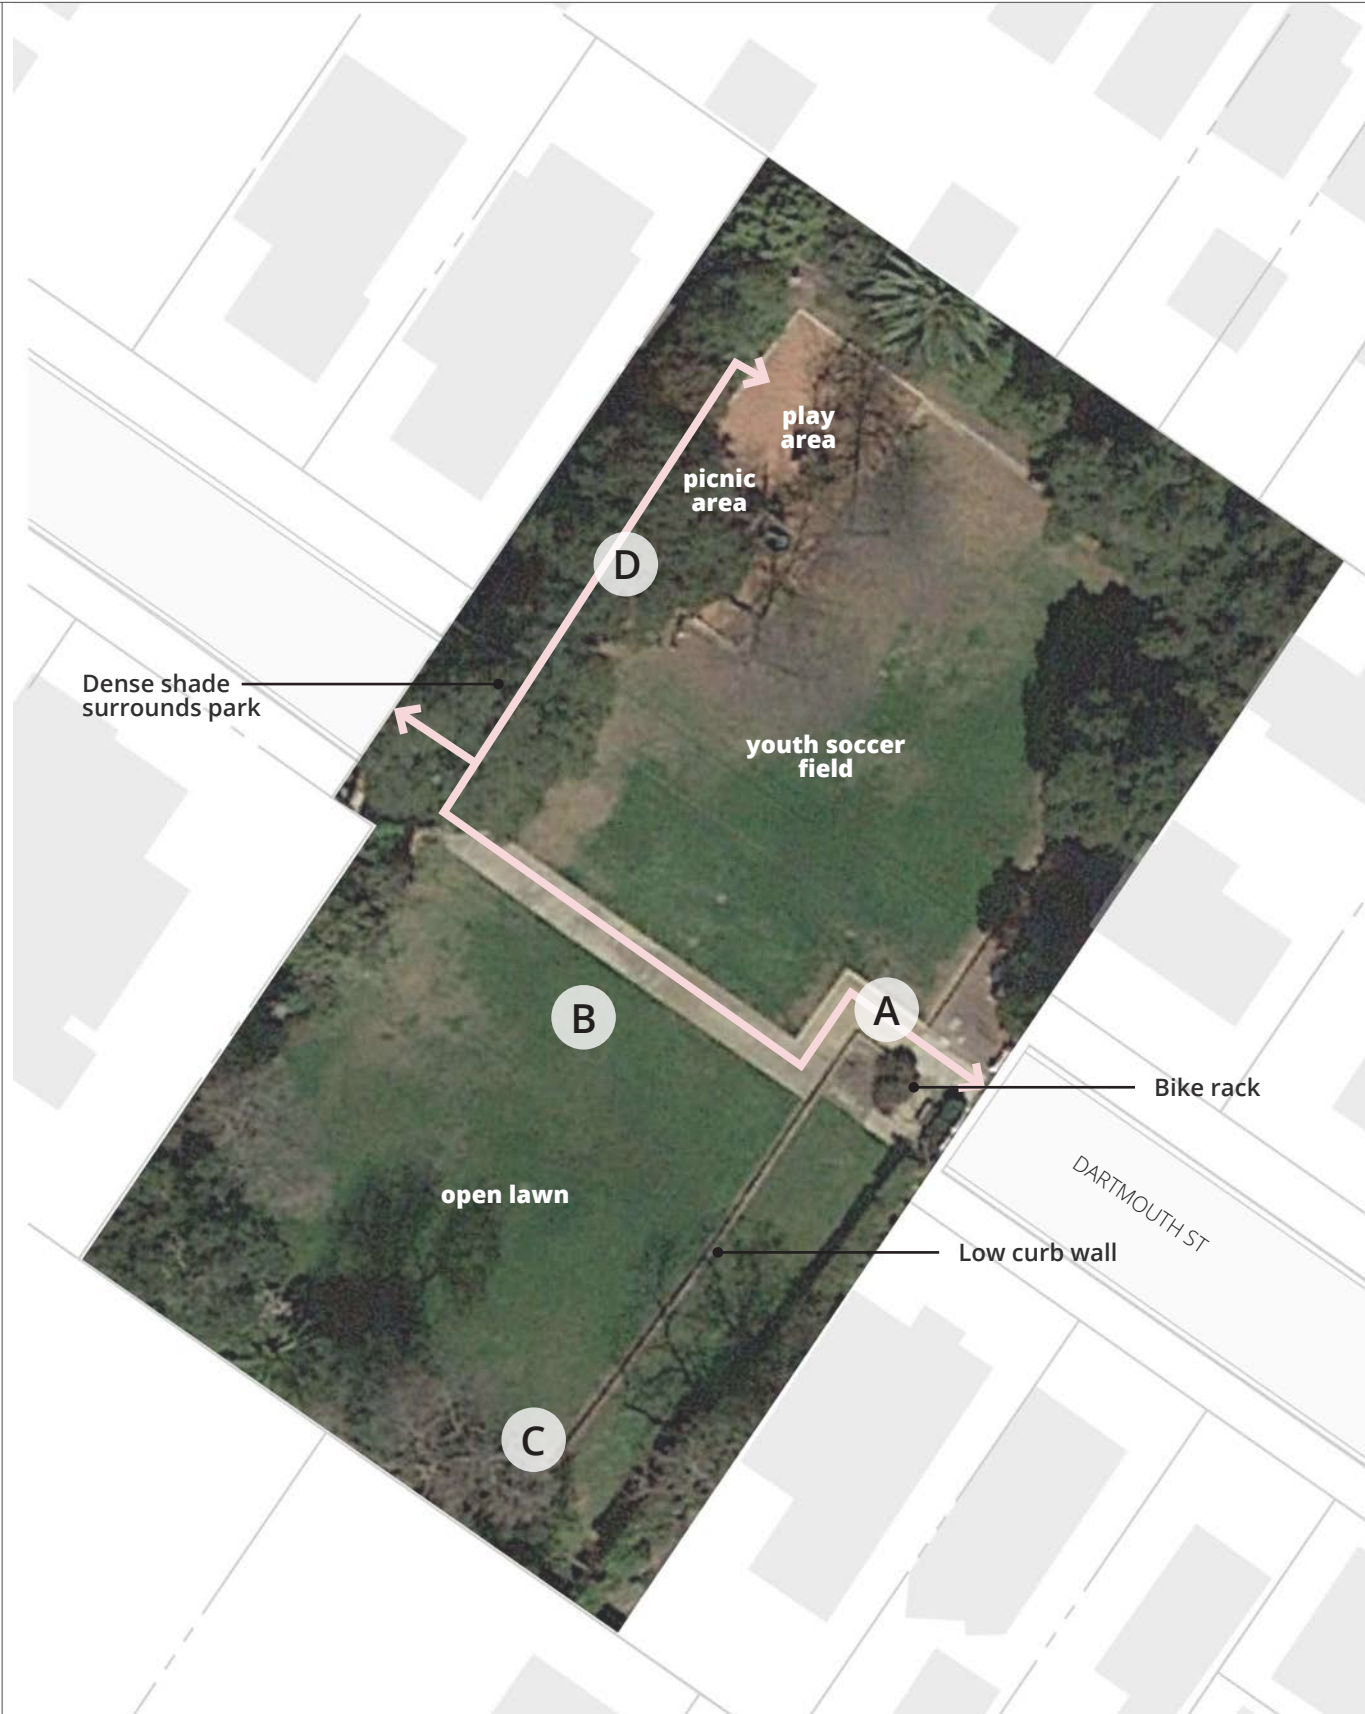 play
area
picnic
area
D
Dense shade
surrounds park
youth soccer
field
A
B
Bike rack
DARTMOUTH ST
open lawn
Low curb wall
C